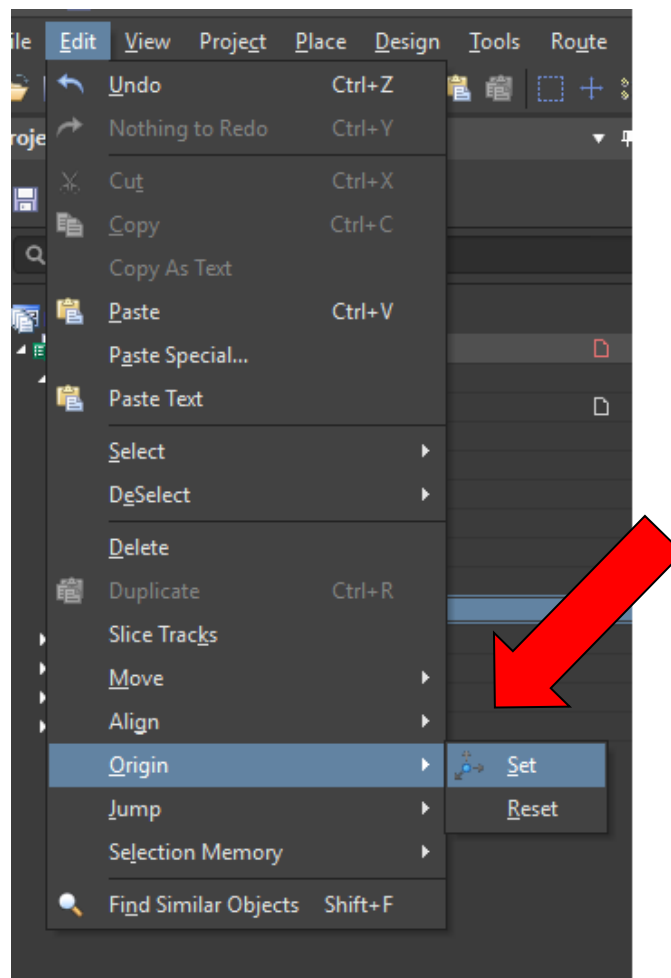 ile Edit View Project Place Design Tools Route
Undo Ctrl+Z
roje
Nothing to Redo Ctrl+Y
Cut Ctrl+X
Copy Ctrl+C
Copy As Text
Paste Ctrl+V
Paste Special...
Paste Text
Select
DeSelect
Delete
Duplicate Ctrl+R
Slice Tracks
Move
Align
Origin Set
Jump Reset
Selection Memory
Find Similar Objects Shift+F